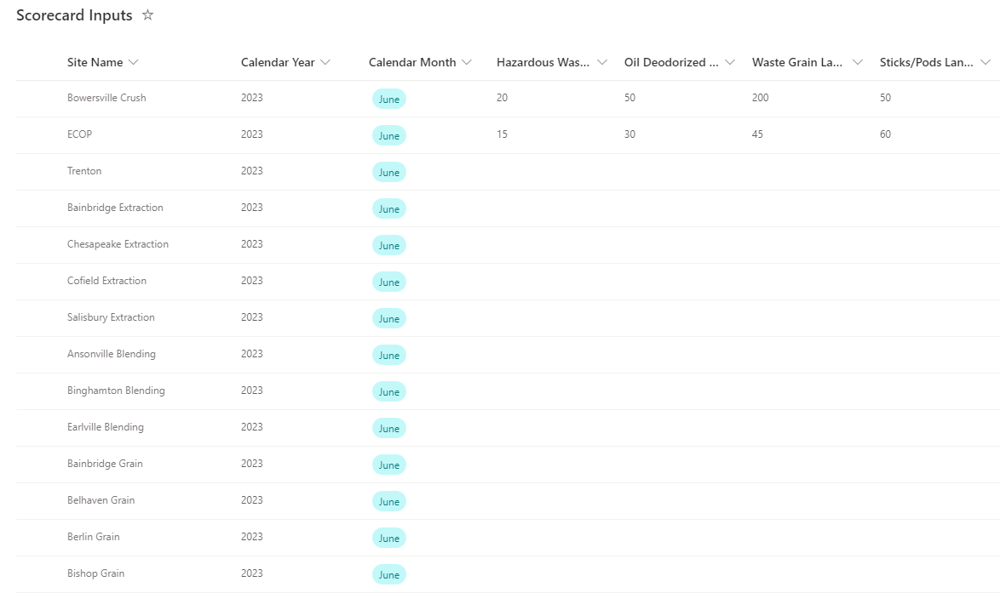 Scorecard Inputs
Site Name Calendar Year Calendar Month Hazardous Was... Oil Deodorized ... Waste Grain La... Sticks/Pods Lan...
Bowersville Crush 2023 June 20 50 200 50
ECOP 2023 June 15 30 45 60
Trenton 2023 June
Bainbridge Extraction 2023 June
Chesapeake Extraction 2023 June
Cofield Extraction 2023 June
Salisbury Extraction 2023 June
Ansonville Blending 2023 June
Binghamton Blending 2023 June
Earlville Blending 2023 June
Bainbridge Grain 2023 June
Belhaven Grain 2023 June
Berlin Grain 2023 June
Bishop Grain 2023 June